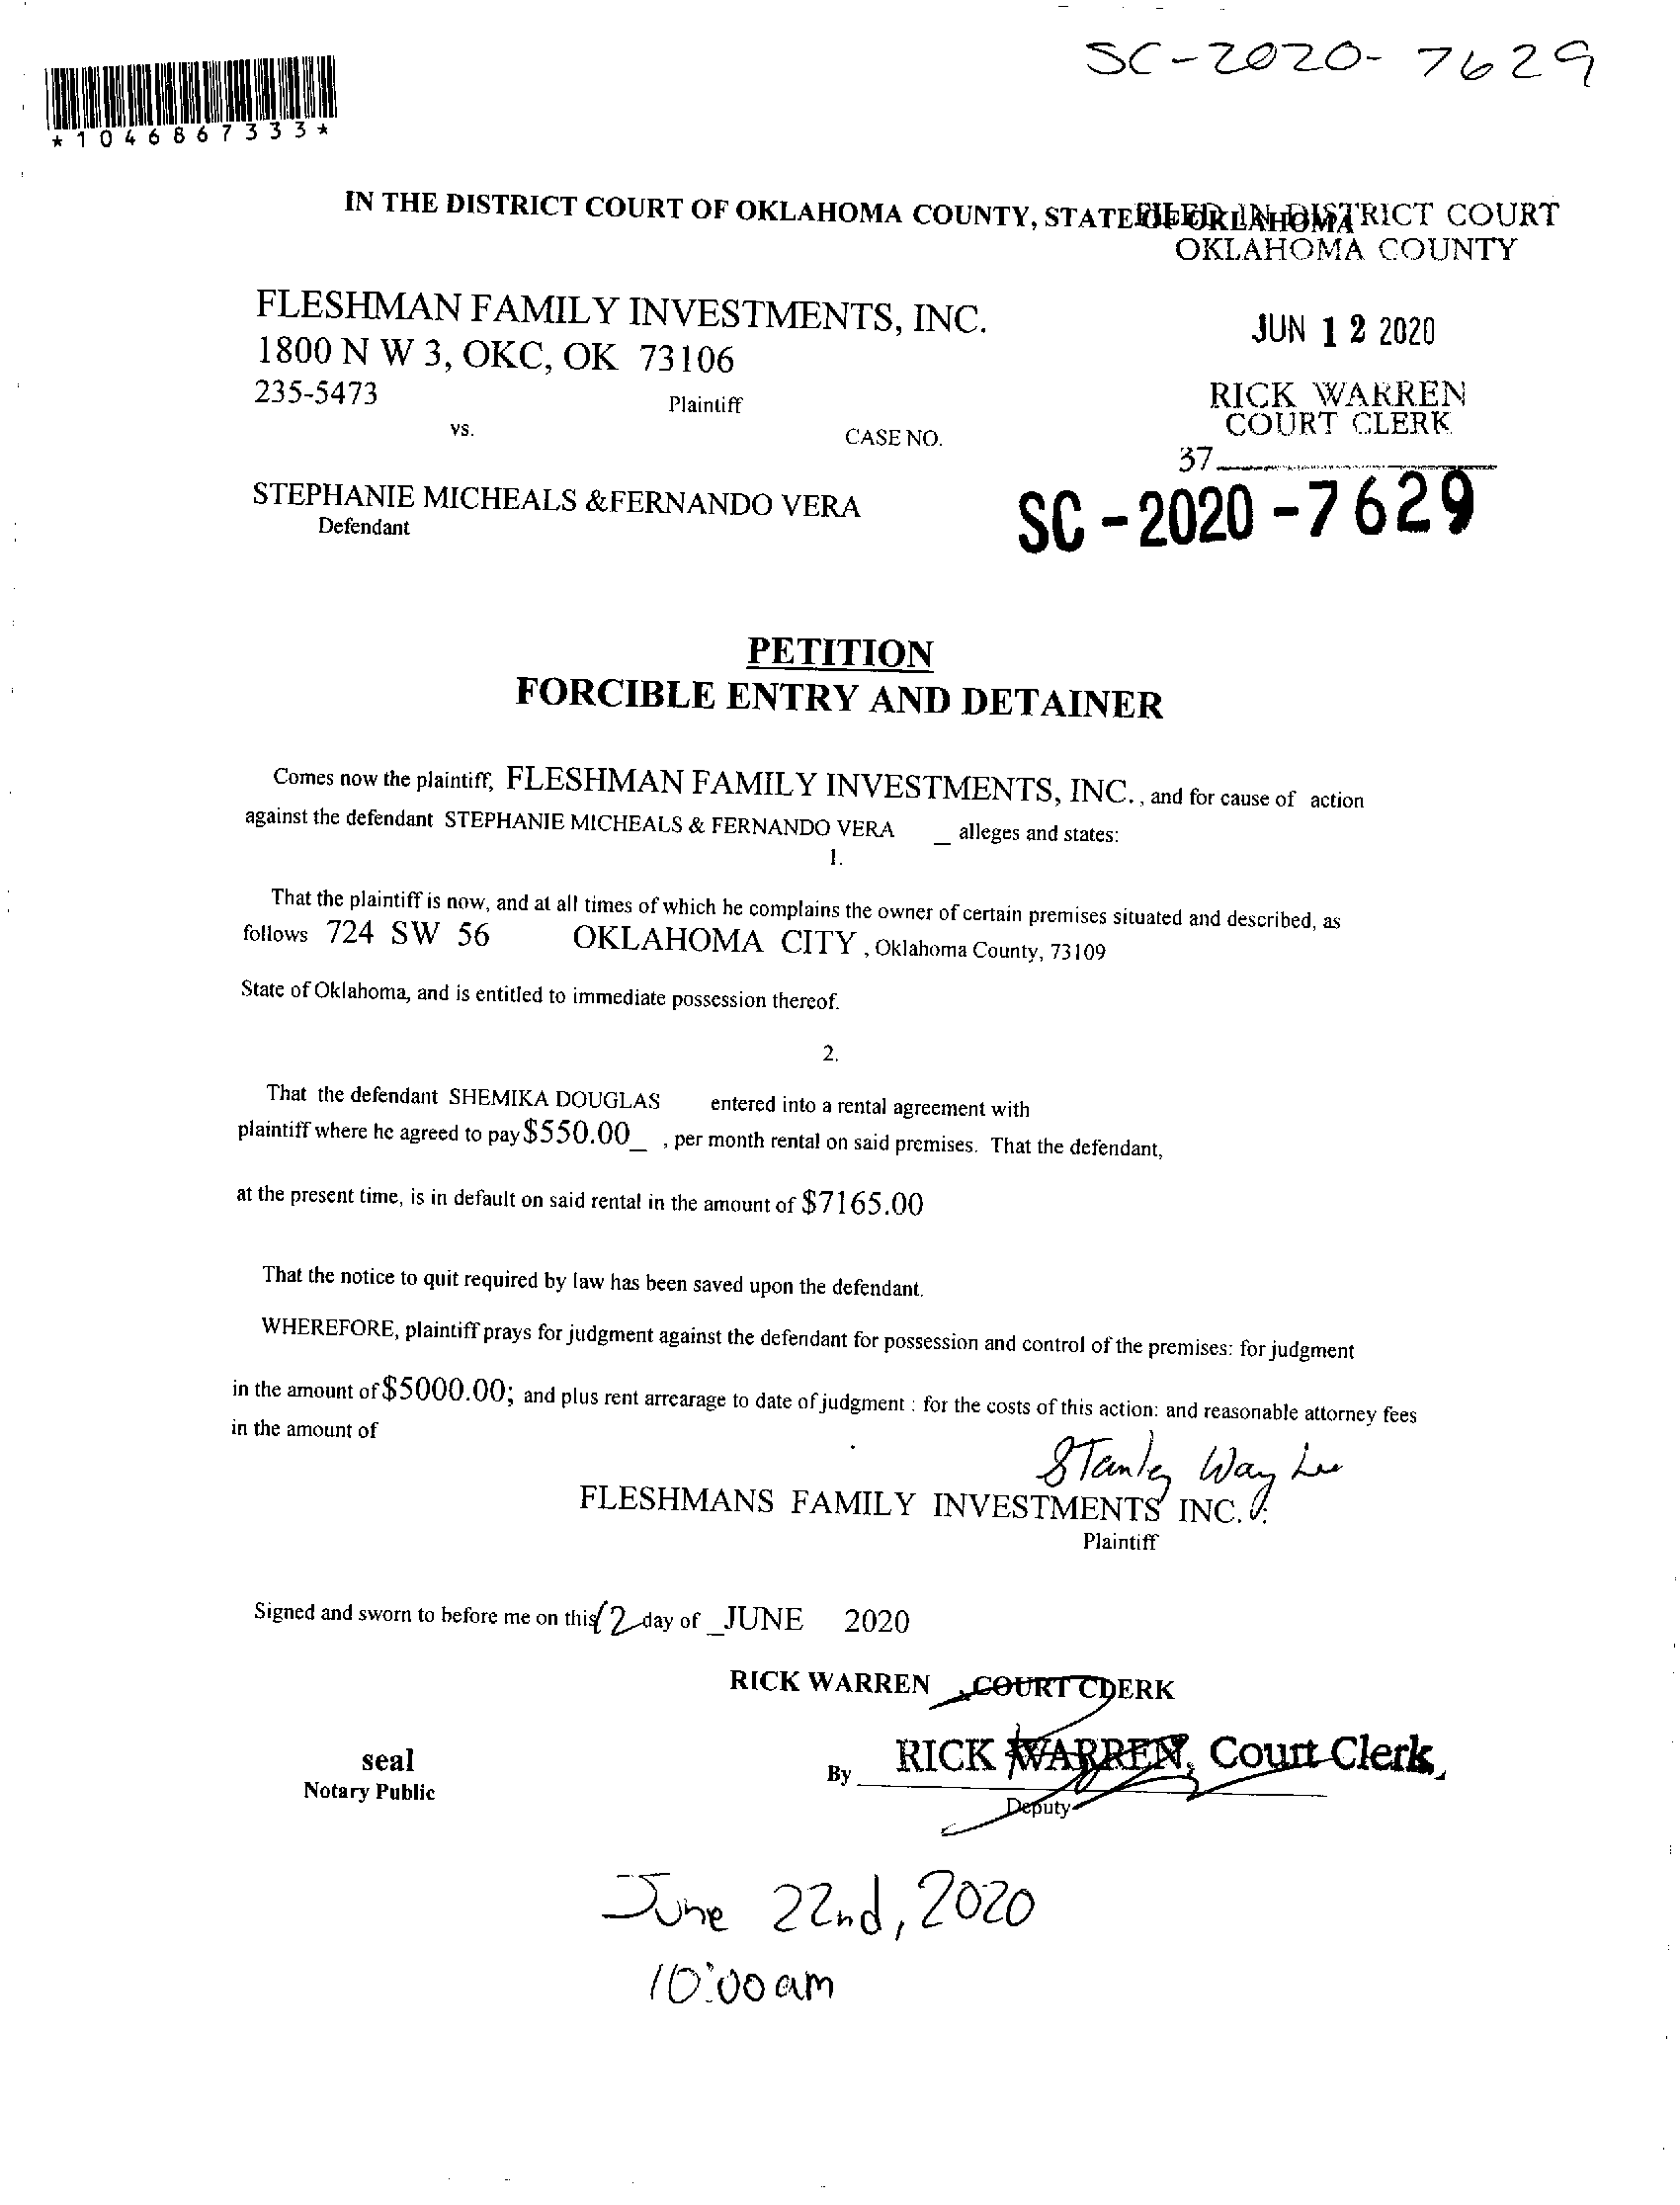 SC-2020-7629
*1046867333*
IN THE DISTRICT COURT OF OKLAHOMA COUNTY, STATE OF OKLAHOMA
FILED IN DISTRICT COURT
OKLAHOMA COUNTY
FLESHMAN FAMILY INVESTMENTS, INC.
JUN 12 2020
1800 N W 3, OKC, OK 73106
235-5473
Plaintiff
RICK WARREN
COURT CLERK
vs.
CASE NO.
37
STEPHANIE MICHEALS &FERNANDO VERA
SC-2020-7629
Defendant
PETITION
FORCIBLE ENTRY AND DETAINER
Comes now the plaintiff, FLESHMAN FAMILY INVESTMENTS, INC. , and for cause of action
against the defendant STEPHANIE MICHEALS & FERNANDO VERA _ alleges and states:
1.
That the plaintiff is now, and at all times of which he complains the owner of certain premises situated and described, as
follows 724 SW 56 OKLAHOMA CITY , Oklahoma County, 73109
State of Oklahoma, and is entitled to immediate possession thereof.
2.
That the defendant SHEMIKA DOUGLAS entered into a rental agreement with
plaintiff where he agreed to pay $550.00_ , per month rental on said premises. That the defendant,
at the present time, is in default on said rental in the amount of $7165.00
That the notice to quit required by law has been saved upon the defendant.
WHEREFORE, plaintiff prays for judgment against the defendant for possession and control of the premises: for judgment
in the amount of $5000.00; and plus rent arrearage to date of judgment : for the costs of this action: and reasonable attorney fees
in the amount of
Stanley Way
FLESHMANS FAMILY INVESTMENTS INC.
Plaintiff
Signed and sworn to before me on this 12 day of _JUNE 2020
RICK WARREN , COURT CLERK
seal
Notary Public
By RICK WARREN, Court Clerk
Deputy
June 22nd, 2020
10:00 am